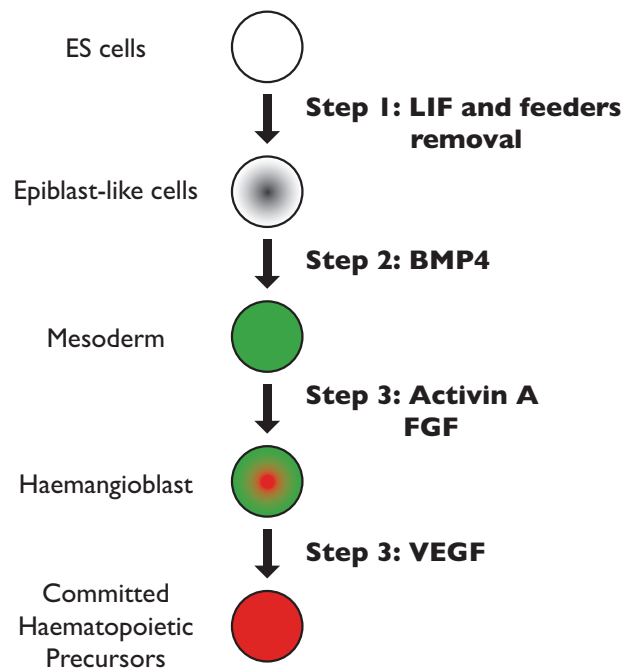 ES cells
Step 1: LIF and feeders
removal
Epiblast-like cells
Step 2: BMP4
Mesoderm
Step 3: Activin A
FGF
Haemangioblast
Step 3: VEGF
Committed
Haematopoietic
Precursors